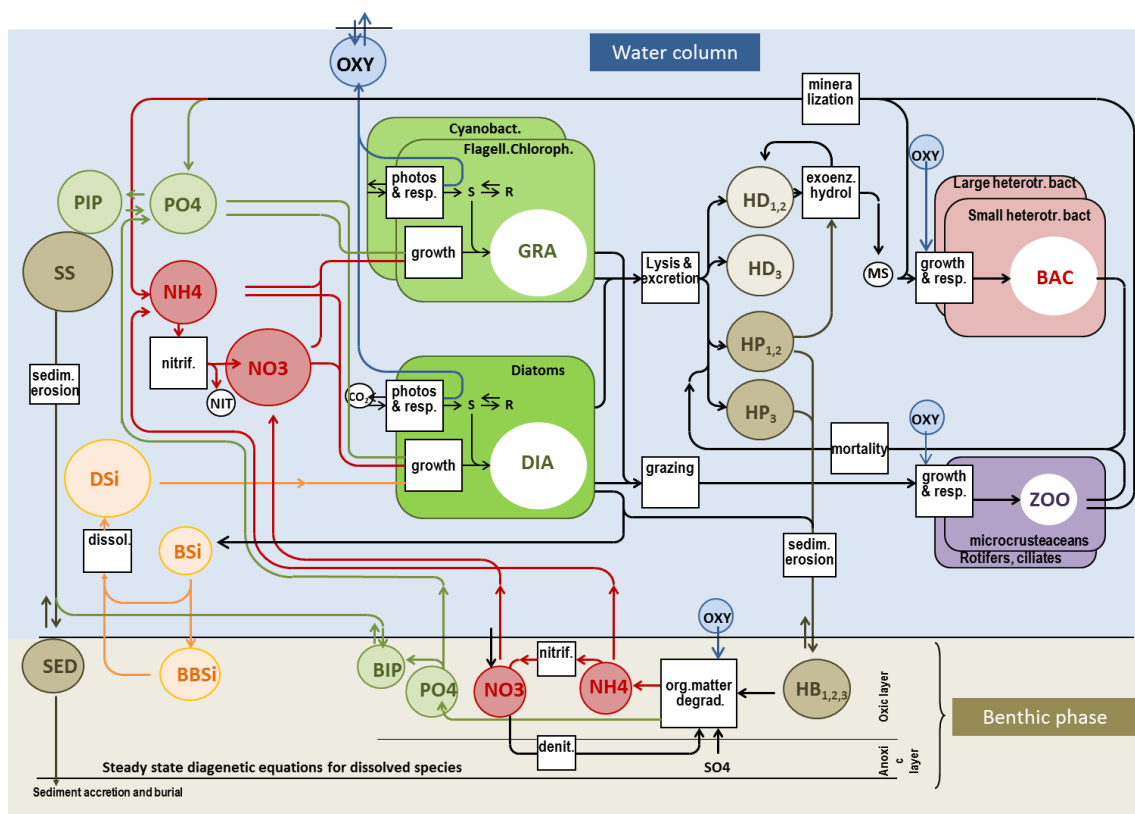 Water column
OXY
minera
lization
Cyanobact.
Flagell.Chloroph.
photos
& resp.
S
R
growth
GRA
PIP
PO4
SS
NH4
nitrif.
NO3
NIT
sedim.
erosion
Lysis &
excretion
HD1,2
HD3
HP1,2
HP3
exoenz.
hydrol
MS
OXY
Large heterotr. bact
Small heterotr. bact
growth
& resp.
BAC
Diatoms
CO2
photos
& resp.
S
R
growth
DIA
DSi
dissol.
BSi
BBSi
grazing
mortality
OXY
growth
& resp.
ZOO
microcrusteaceans
Rotifers, ciliates
sedim.
erosion
SED
BIP
PO4
NO3
nitrif.
NH4
OXY
org.matter
degrad.
HB1,2,3
Oxic layer
Benthic phase
denit.
SO4
Anoxi
c
layer
Steady state diagenetic equations for dissolved species
Sediment accretion and burial